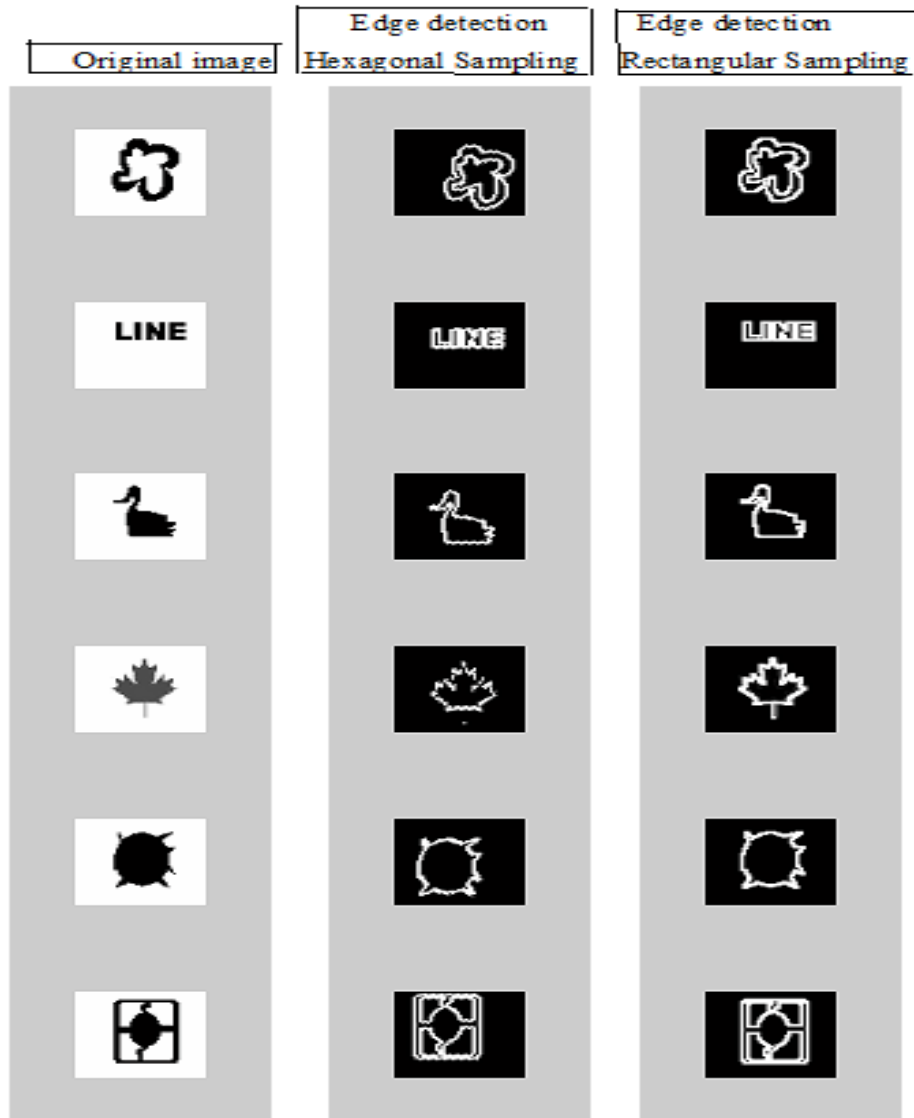 Original image
Edge detection
Hexagonal Sampling
Edge detection
Rectangular Sampling
LINE
LINE
LINE